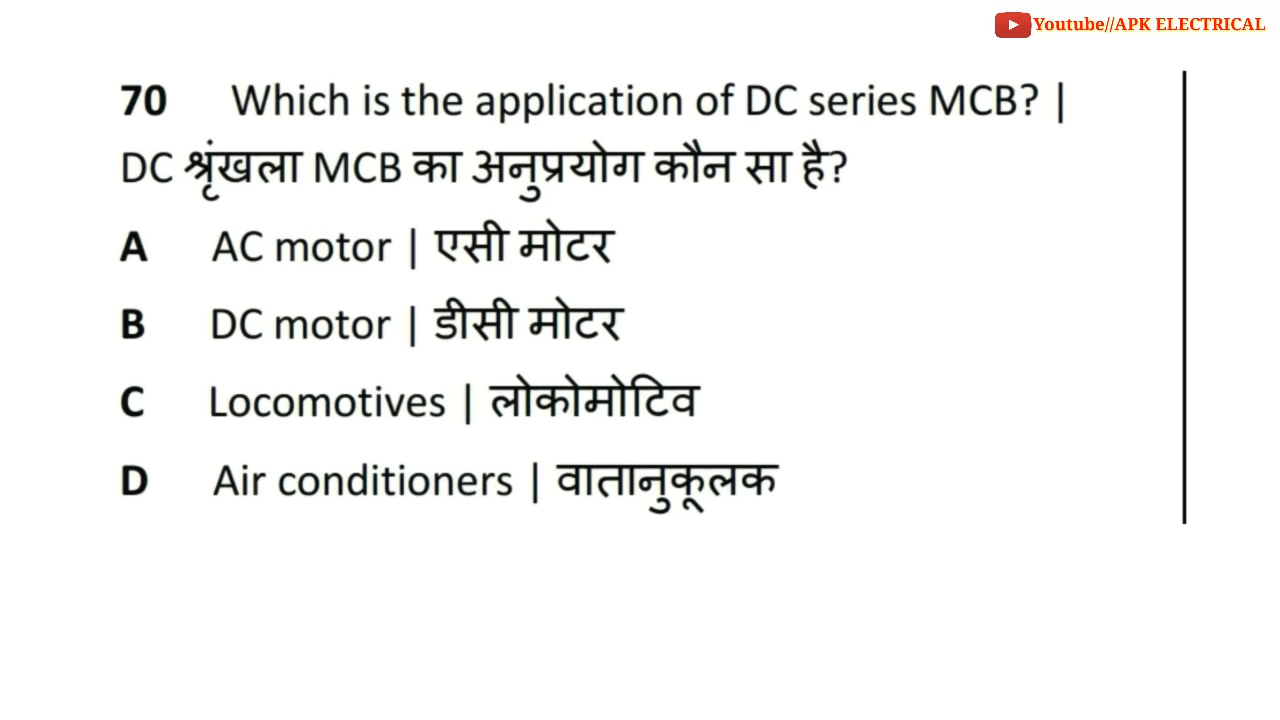 Youtube//APK ELECTRICAL
70 Which is the application of DC series MCB? |
DC श्रृंखला MCB का अनुप्रयोग कौन सा है?
A AC motor | एसी मोटर
B DC motor | डीसी मोटर
C Locomotives | लोकोमोटिव
D Air conditioners | वातानुकूलक